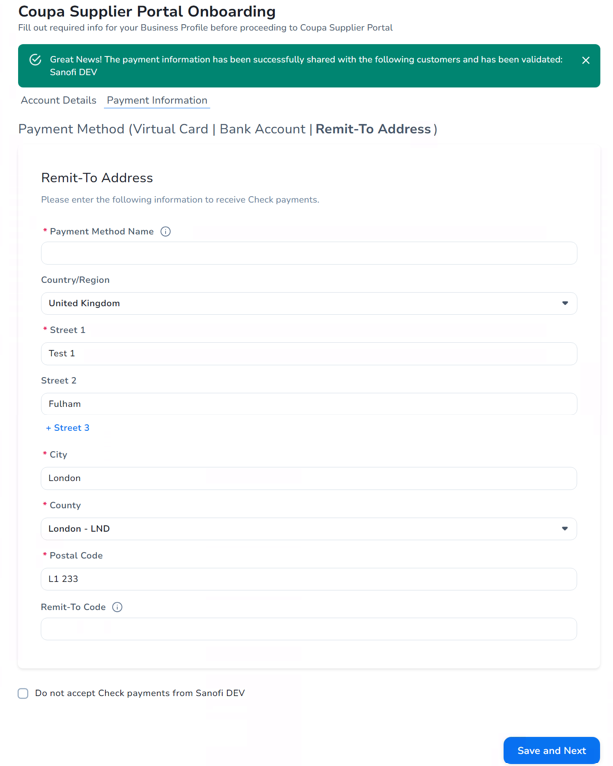 Coupa Supplier Portal Onboarding
Fill out required info for your Business Profile before proceeding to Coupa Supplier Portal
Great News! The payment information has been successfully shared with the following customers and has been validated:
Sanofi DEV
Account Details Payment Information
Payment Method (Virtual Card | Bank Account | Remit-To Address)
Remit-To Address
Please enter the following information to receive Check payments.
* Payment Method Name
Country/Region
United Kingdom
* Street 1
Test 1
Street 2
Fulham
+ Street 3
* City
London
* County
London - LND
* Postal Code
L1 233
Remit-To Code
Do not accept Check payments from Sanofi DEV
Save and Next